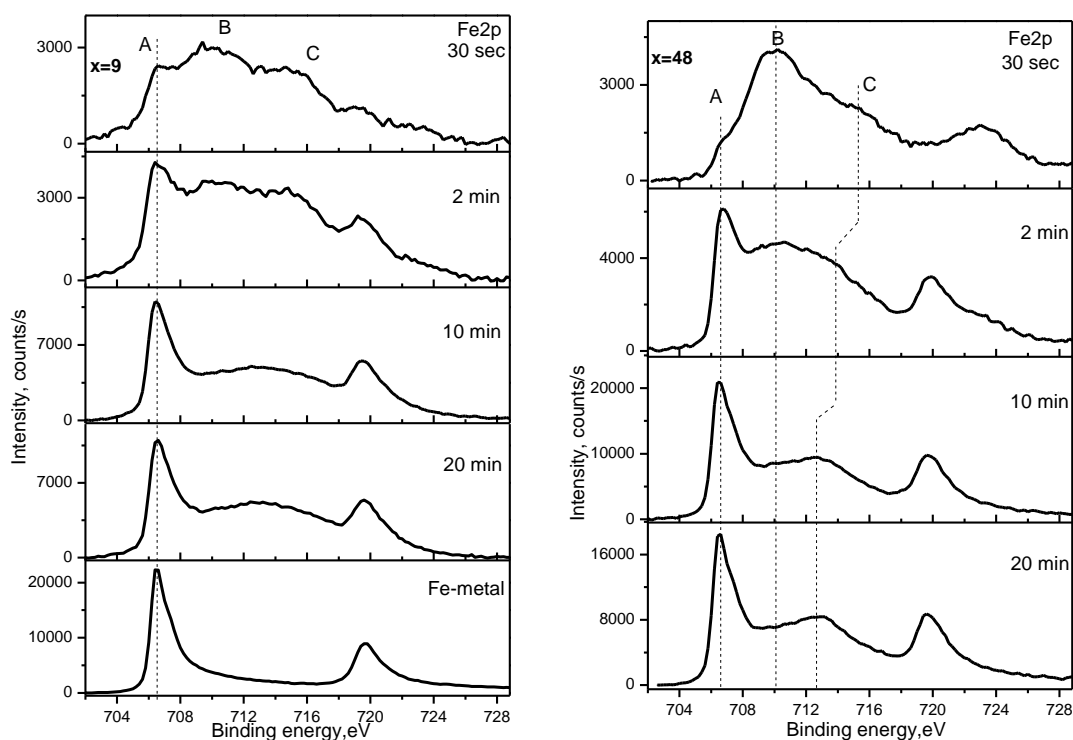 A
B
C
Fe2p
30 sec
x=9
3000
0
2 min
3000
0
10 min
7000
0
20 min
7000
0
Fe-metal
20000
10000
0
704 708 712 716 720 724 728
Binding energy,eV
Intensity, counts/s
x=48
A
B
C
Fe2p
30 sec
3000
0
2 min
4000
0
10 min
20000
10000
0
20 min
16000
8000
0
704 708 712 716 720 724 728
Binding energy,eV
Intensity, counts/s